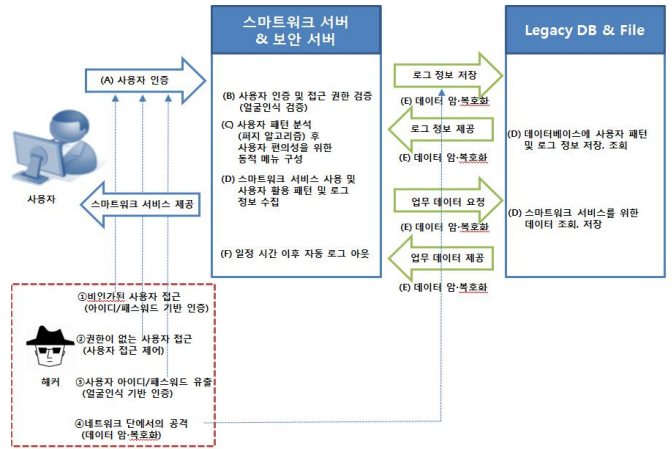 스마트워크 서버
& 보안 서버
Legacy DB & File
(A) 사용자 인증
로그 정보 저장
(E) 데이터 암·복호화
(B) 사용자 인증 및 접근 권한 검증
(얼굴인식 검증)
(C) 사용자 패턴 분석
(퍼지 알고리즘) 후
사용자 편의성을 위한
동적 메뉴 구성
로그 정보 제공
(E) 데이터 암·복호화
(D) 데이터베이스에 사용자 패턴
및 로그 정보 저장, 조회
(D) 스마트워크 서비스 사용 및
사용자 활용 패턴 및 로그
정보 수집
사용자
스마트워크 서비스 제공
업무 데이터 요청
(E) 데이터 암·복호화
(D) 스마트워크 서비스를 위한
데이터 조회, 저장
(F) 일정 시간 이후 자동 로그 아웃
업무 데이터 제공
(E) 데이터 암·복호화
①비인가된 사용자 접근
(아이디/패스워드 기반 인증)
②권한이 없는 사용자 접근
(사용자 접근 제어)
해커
③사용자 아이디/패스워드 유출
(얼굴인식 기반 인증)
④네트워크 단에서의 공격
(데이터 암·복호화)